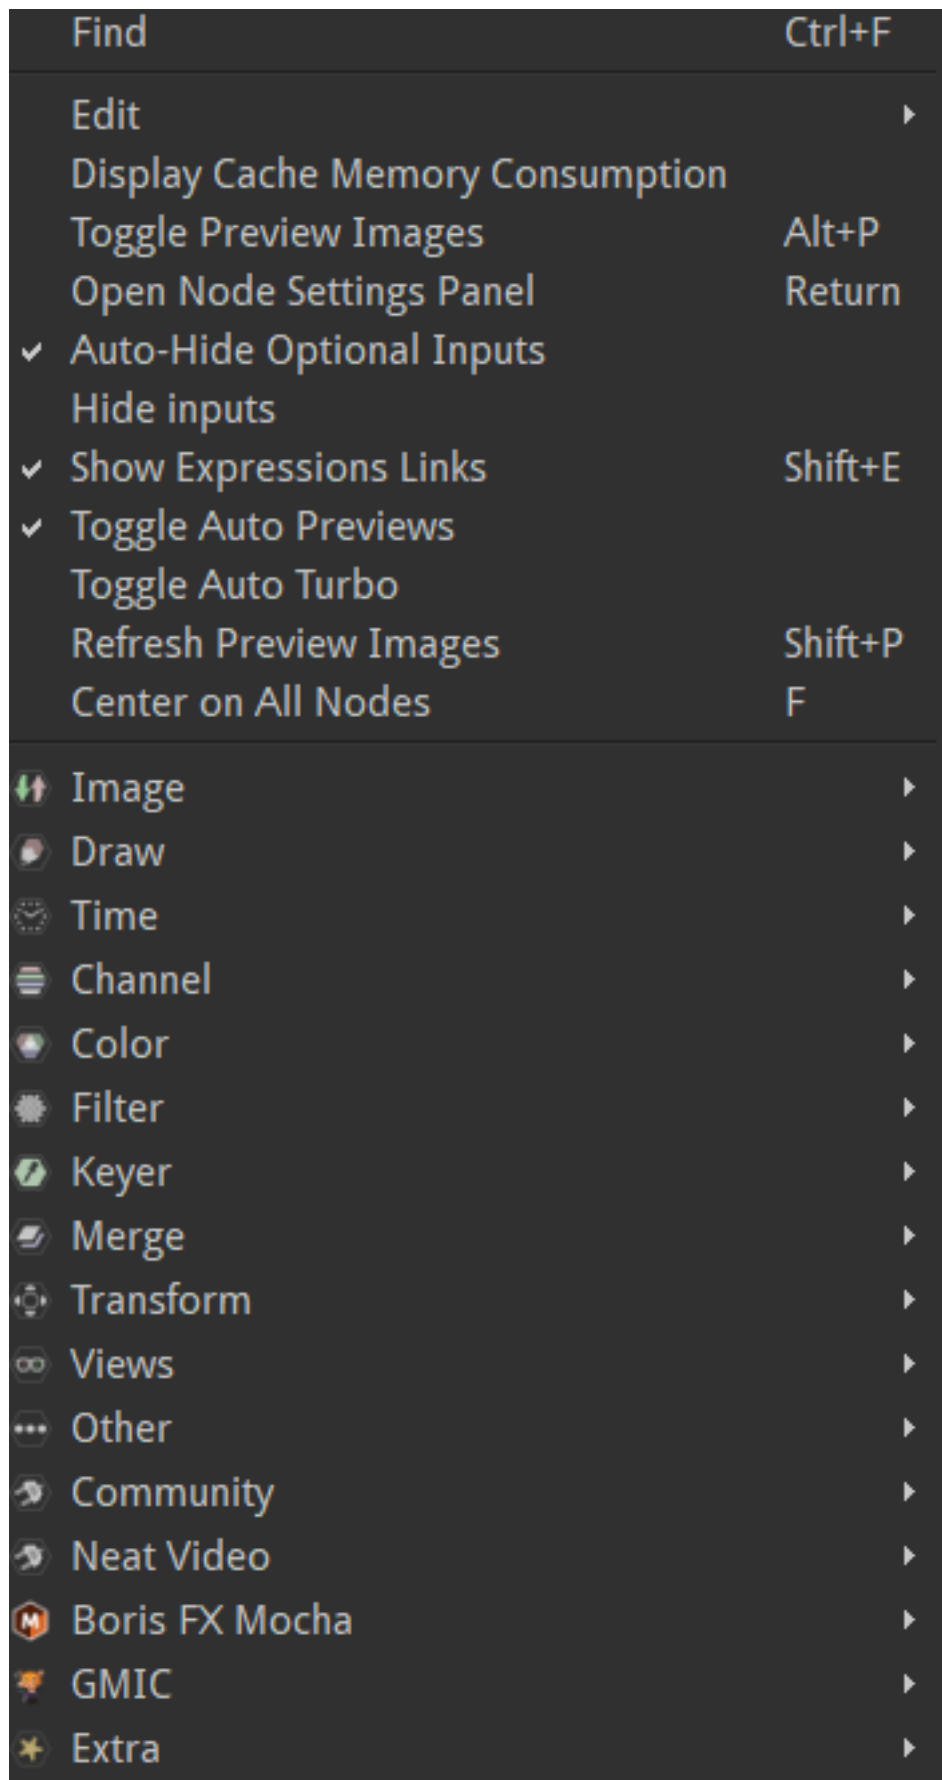 Find Ctrl+F
Edit
Display Cache Memory Consumption
Toggle Preview Images Alt+P
Open Node Settings Panel Return
Auto-Hide Optional Inputs
Hide inputs
Show Expressions Links Shift+E
Toggle Auto Previews
Toggle Auto Turbo
Refresh Preview Images Shift+P
Center on All Nodes F
Image
Draw
Time
Channel
Color
Filter
Keyer
Merge
Transform
Views
Other
Community
Neat Video
M Boris FX Mocha
GMIC
Extra